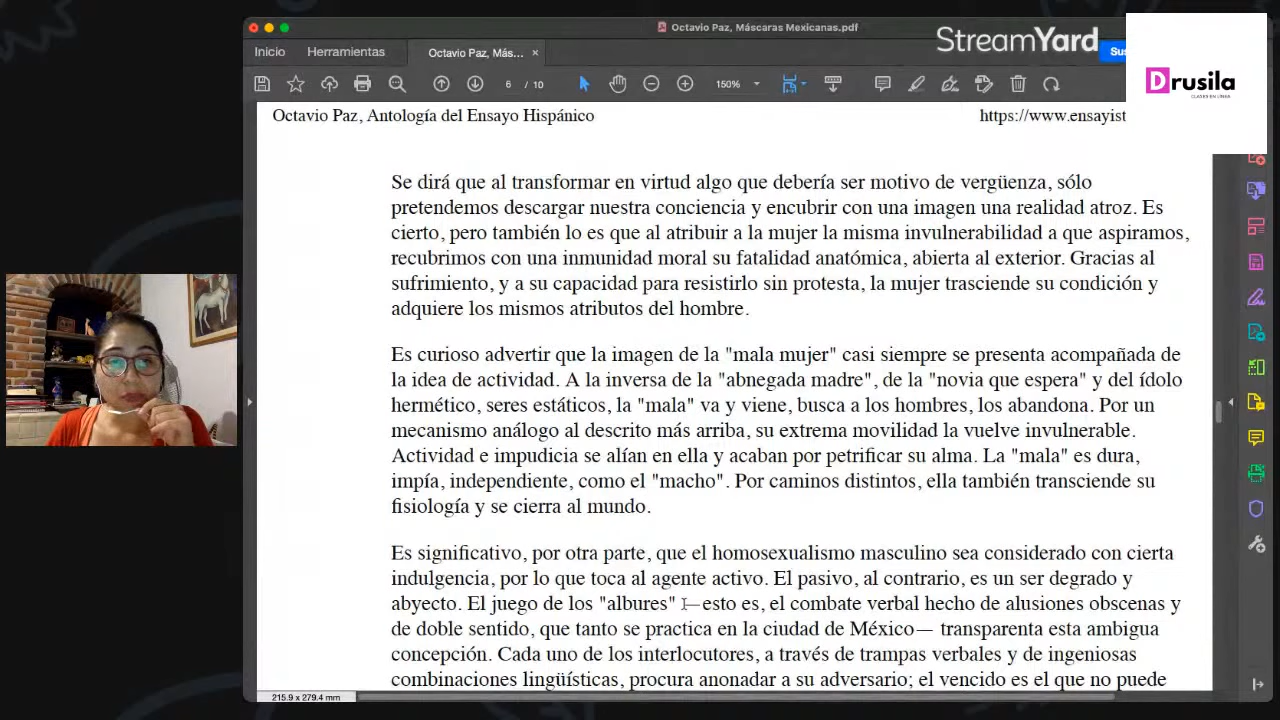 Octavio Paz, Máscaras Mexicanas.pdf
StreamYard
Inicio
Herramientas
Octavio Paz, Más...
Drusila
CLASES EN LÍNEA
6 / 10
150%
Octavio Paz, Antología del Ensayo Hispánico
https://www.ensayist
Se dirá que al transformar en virtud algo que debería ser motivo de vergüenza, sólo
pretendemos descargar nuestra conciencia y encubrir con una imagen una realidad atroz. Es
cierto, pero también lo es que al atribuir a la mujer la misma invulnerabilidad a que aspiramos,
recubrimos con una inmunidad moral su fatalidad anatómica, abierta al exterior. Gracias al
sufrimiento, y a su capacidad para resistirlo sin protesta, la mujer trasciende su condición y
adquiere los mismos atributos del hombre.
Es curioso advertir que la imagen de la "mala mujer" casi siempre se presenta acompañada de
la idea de actividad. A la inversa de la "abnegada madre", de la "novia que espera" y del ídolo
hermético, seres estáticos, la "mala" va y viene, busca a los hombres, los abandona. Por un
mecanismo análogo al descrito más arriba, su extrema movilidad la vuelve invulnerable.
Actividad e impudicia se alían en ella y acaban por petrificar su alma. La "mala" es dura,
impía, independiente, como el "macho". Por caminos distintos, ella también transciende su
fisiología y se cierra al mundo.
Es significativo, por otra parte, que el homosexualismo masculino sea considerado con cierta
indulgencia, por lo que toca al agente activo. El pasivo, al contrario, es un ser degrado y
abyecto. El juego de los "albures" —esto es, el combate verbal hecho de alusiones obscenas y
de doble sentido, que tanto se practica en la ciudad de México— transparenta esta ambigua
concepción. Cada uno de los interlocutores, a través de trampas verbales y de ingeniosas
combinaciones lingüísticas, procura anonadar a su adversario; el vencido es el que no puede
215.9 x 279.4 mm